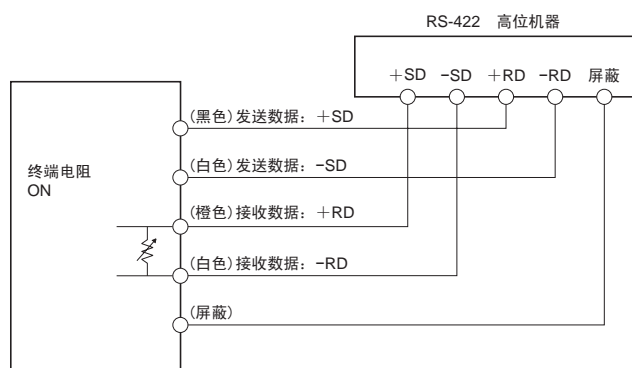 RS-422 高位机器
+SD -SD +RD -RD 屏蔽
(黑色)发送数据：+SD
(白色)发送数据：-SD
终端电阻
ON
(橙色)接收数据：+RD
(白色)接收数据：-RD
(屏蔽)